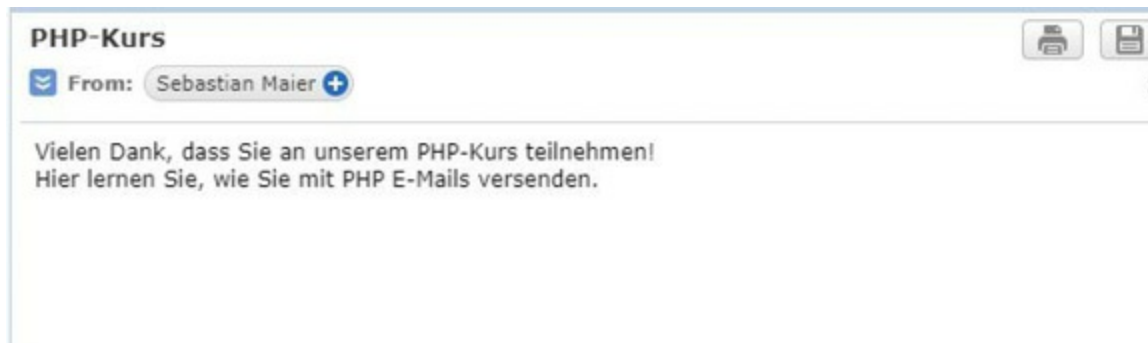 PHP-Kurs
From: Sebastian Maier
Vielen Dank, dass Sie an unserem PHP-Kurs teilnehmen!
Hier lernen Sie, wie Sie mit PHP E-Mails versenden.